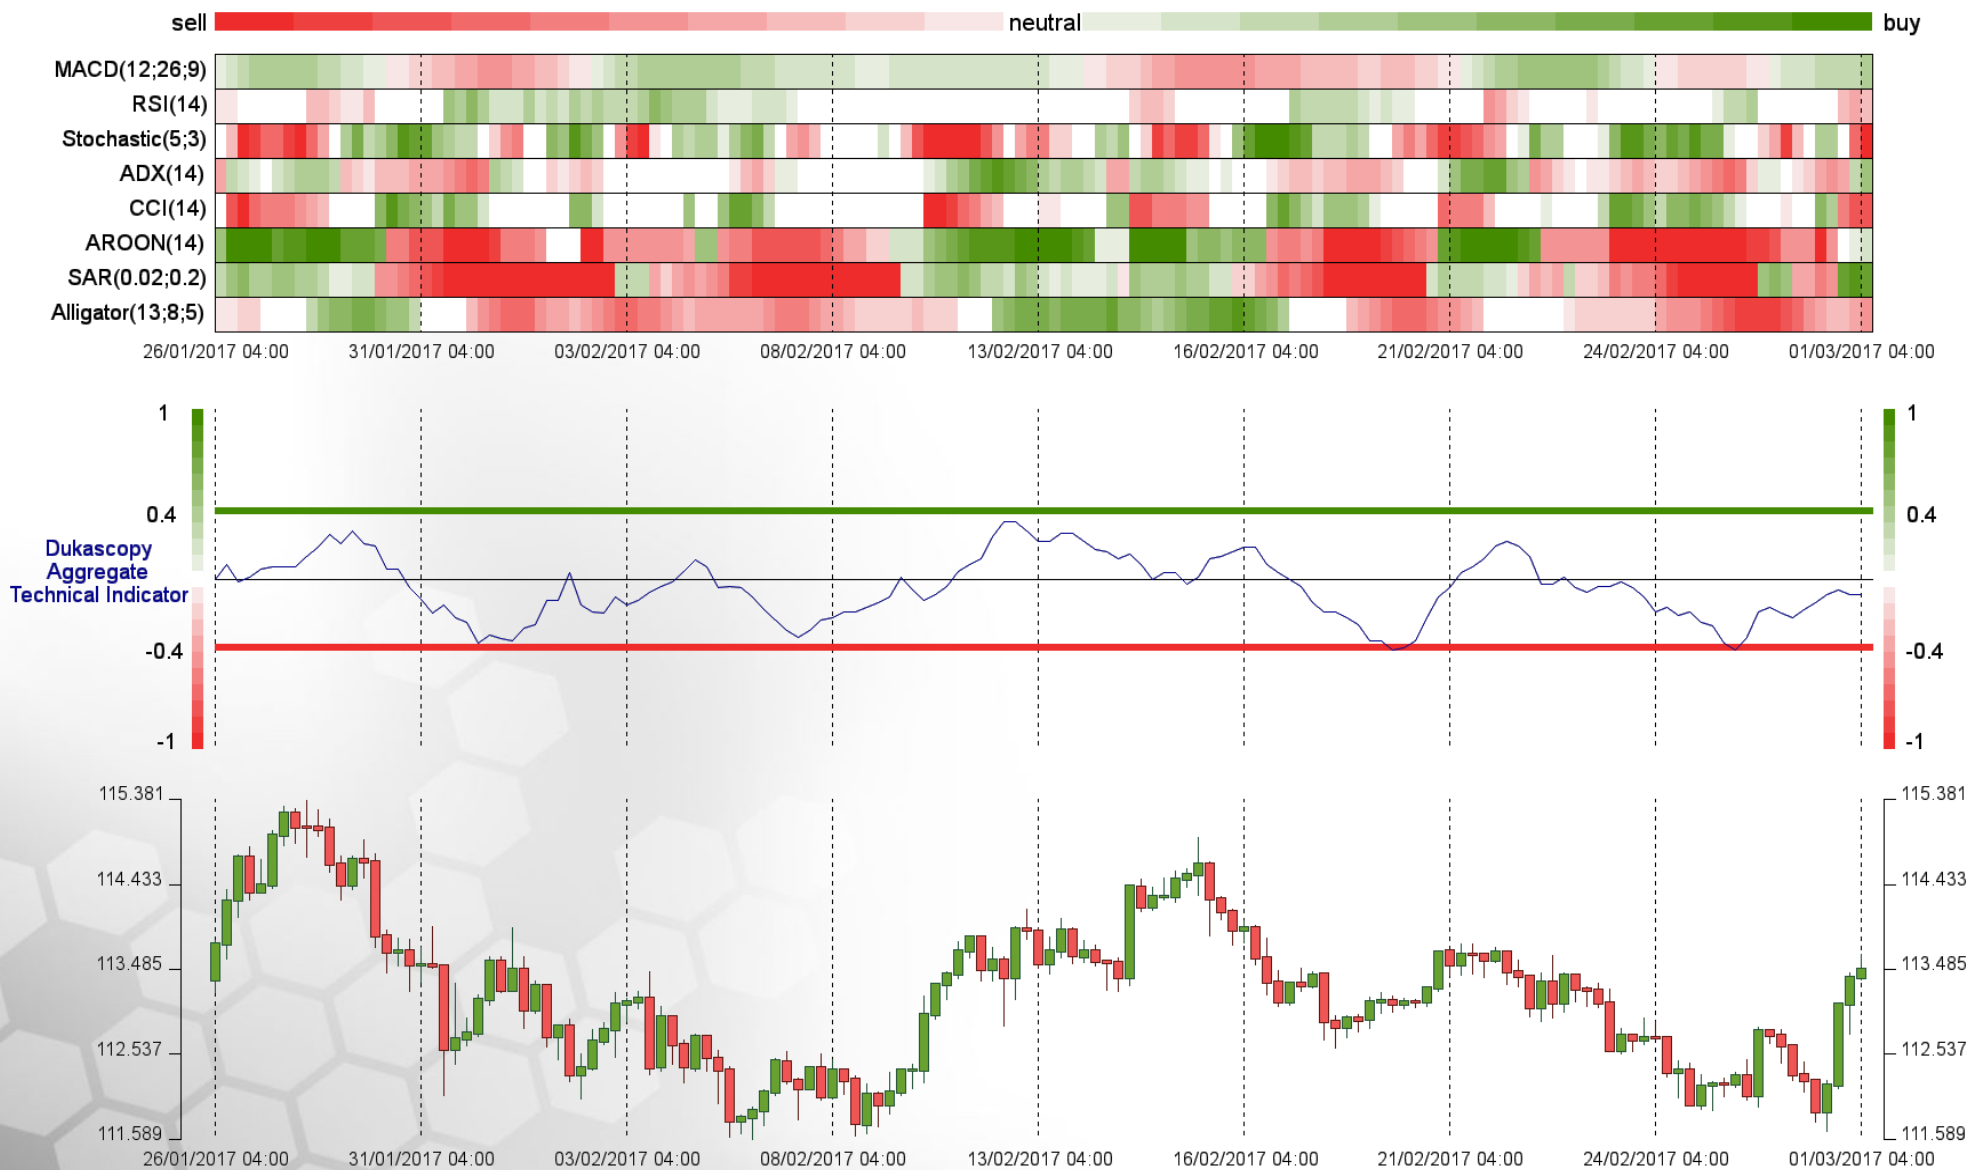 sell neutral buy
MACD(12;26;9)
RSI(14)
Stochastic(5;3)
ADX(14)
CCI(14)
AROON(14)
SAR(0.02;0.2)
Alligator(13;8;5)
26/01/2017 04:00 31/01/2017 04:00 03/02/2017 04:00 08/02/2017 04:00 13/02/2017 04:00 16/02/2017 04:00 21/02/2017 04:00 24/02/2017 04:00 01/03/2017 04:00
1 1
0.4 0.4
Dukascopy
Aggregate
Technical Indicator
-0.4 -0.4
-1 -1
115.381 115.381
114.433 114.433
113.485 113.485
112.537 112.537
111.589 111.589
26/01/2017 04:00 31/01/2017 04:00 03/02/2017 04:00 08/02/2017 04:00 13/02/2017 04:00 16/02/2017 04:00 21/02/2017 04:00 24/02/2017 04:00 01/03/2017 04:00